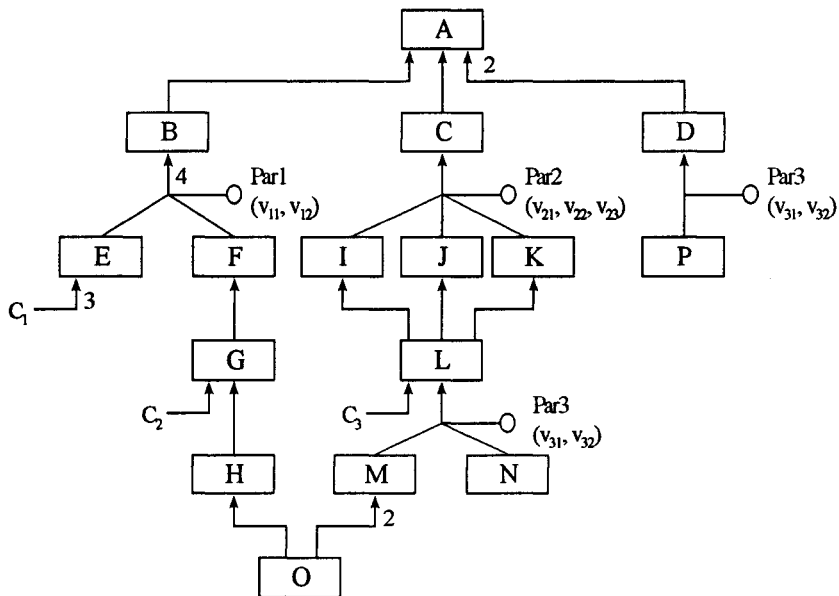 A
2
B
C
D
4
Par1
(v₁₁, v₁₂)
Par2
(v₂₁, v₂₂, v₂₃)
Par3
(v₃₁, v₃₂)
E
F
I
J
K
P
C₁
3
G
L
C₂
C₃
Par3
(v₃₁, v₃₂)
H
M
N
2
O